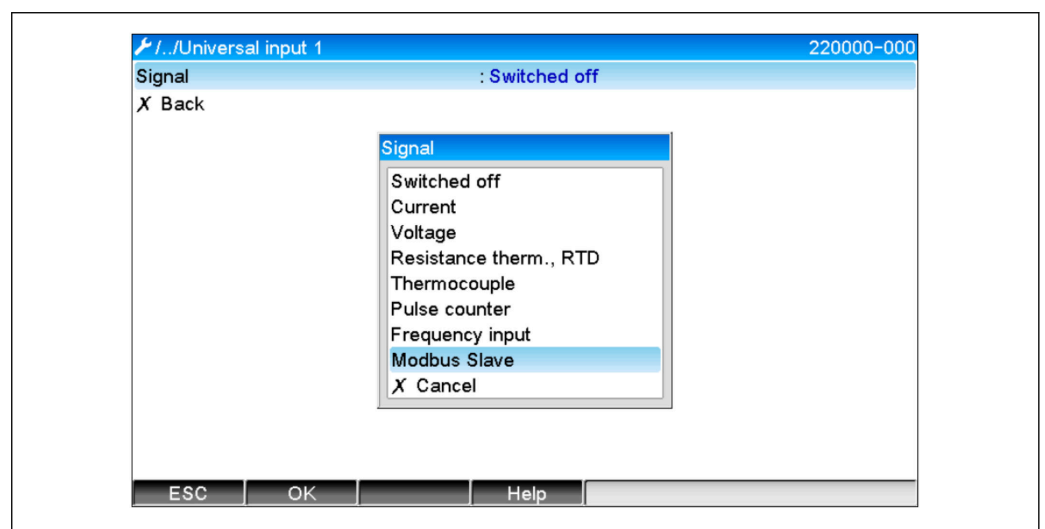 /../Universal input 1 220000-000
Signal : Switched off
X Back
Signal
Switched off
Current
Voltage
Resistance therm., RTD
Thermocouple
Pulse counter
Frequency input
Modbus Slave
X Cancel
ESC OK Help